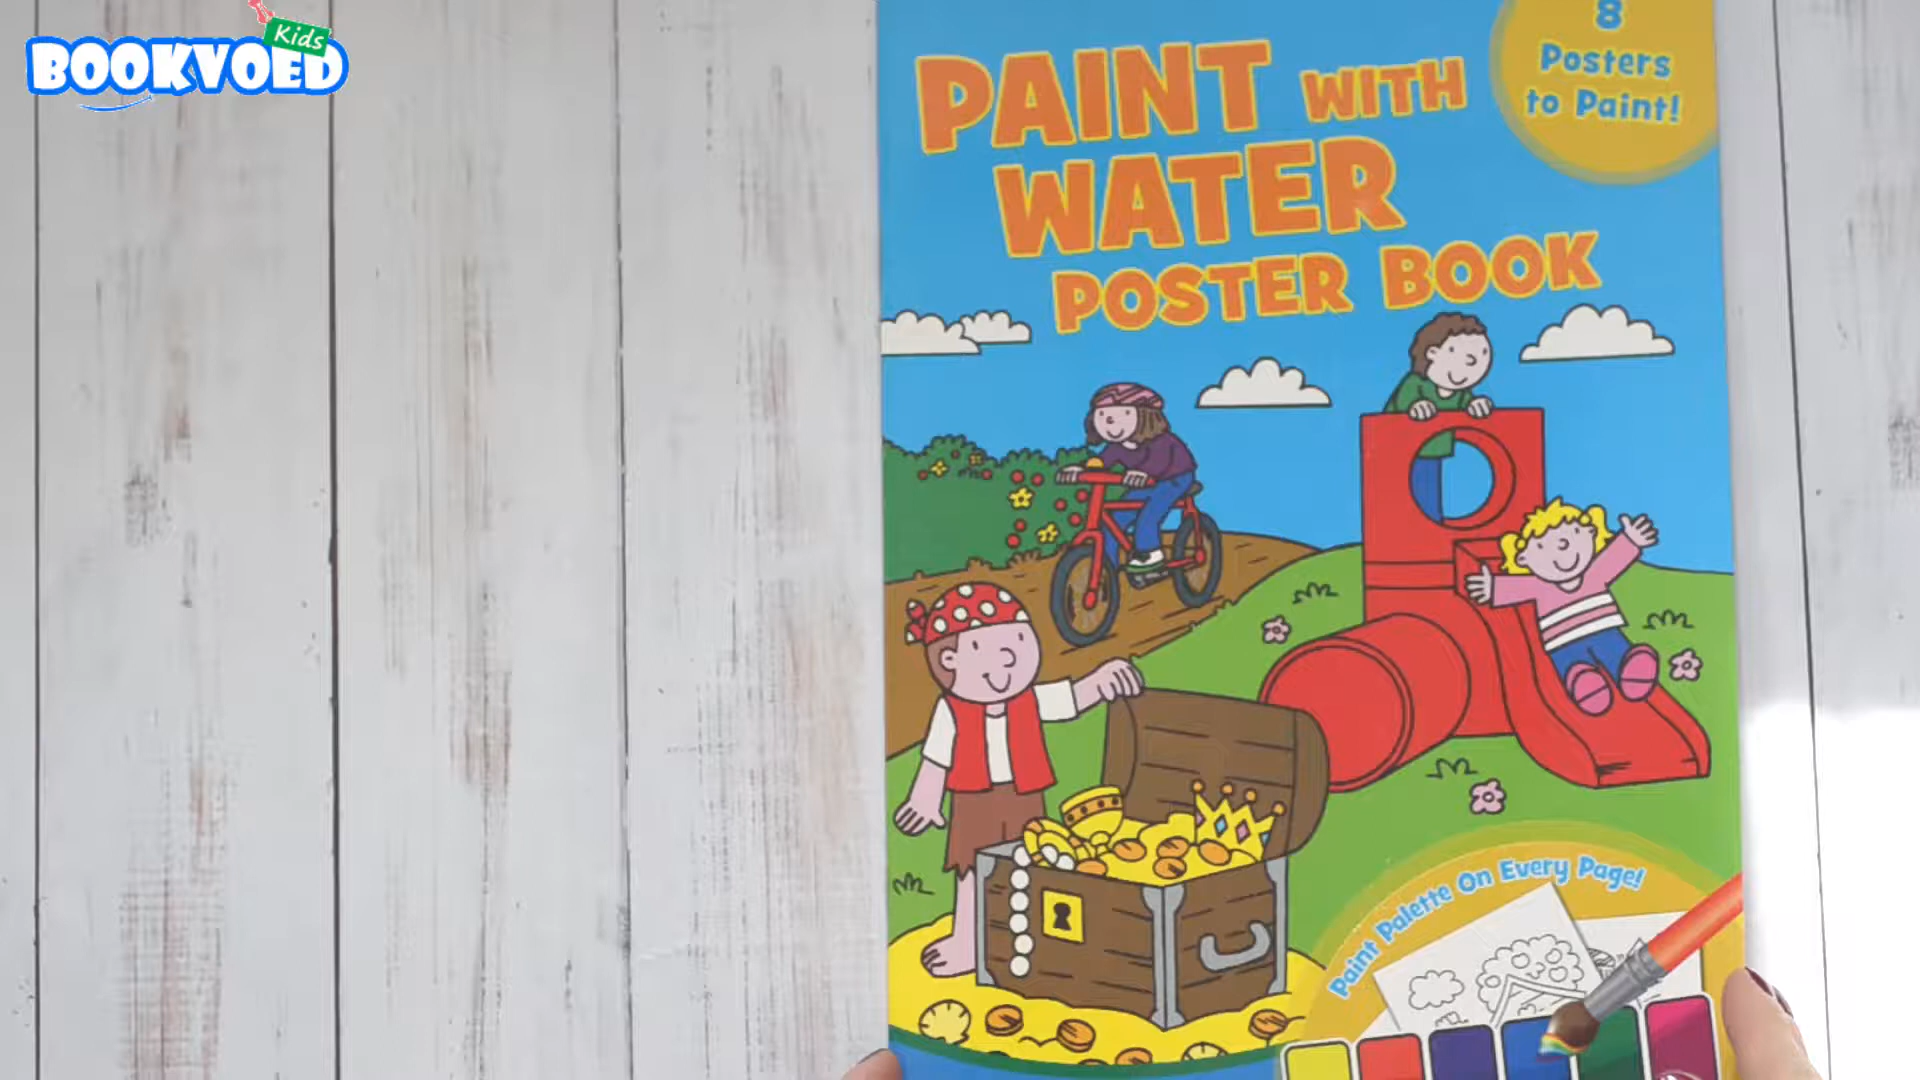 Kids
BOOKVOED
8
Posters
to Paint!
PAINT WITH
WATER
POSTER BOOK
Paint Palette On Every Page!